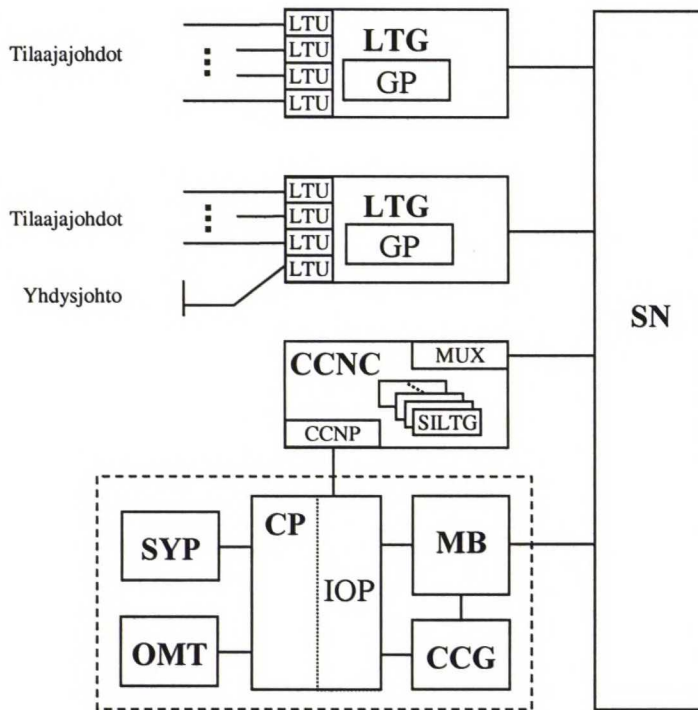 LTU
LTU
LTU
LTU
LTG
GP
Tilaajajohdot
LTU
LTU
LTU
LTU
LTG
GP
Tilaajajohdot
Yhdysjohto
SN
CCNC
MUX
SILTG
CCNP
SYP
CP
IOP
MB
OMT
CCG